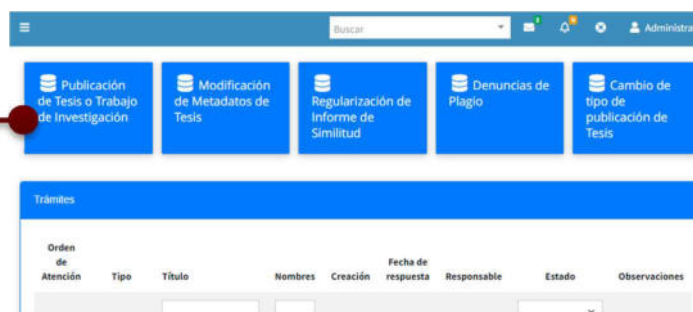 Buscar
Administra
Publicación
de Tesis o Trabajo
de Investigación
Modificación
de Metadatos de
Tesis
Regularización de
Informe de
Similitud
Denuncias de
Plagio
Cambio de
tipo de
publicación de
Tesis
Trámites
Orden
de
Atención
Tipo
Título
Nombres
Creación
Fecha de
respuesta
Responsable
Estado
Observaciones